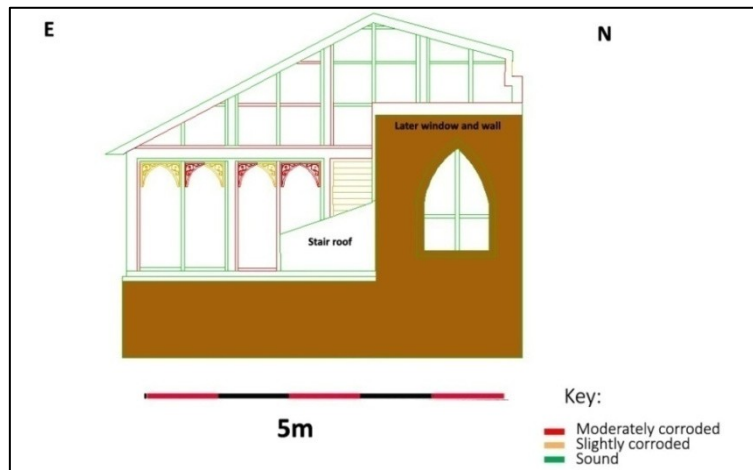 E
N
Later window and wall
Stair roof
5m
Key:
Moderately corroded
Slightly corroded
Sound